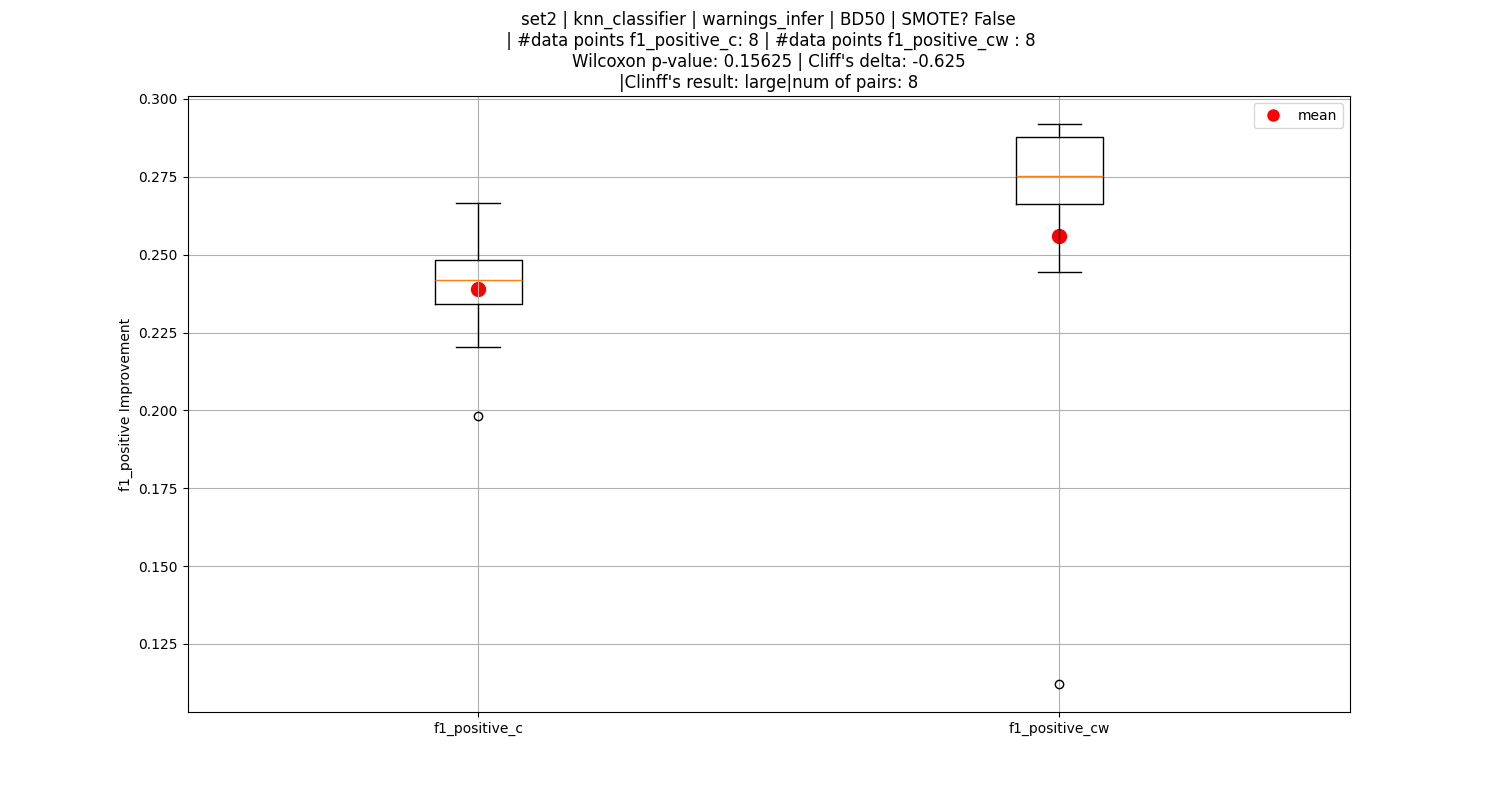 set2 | knn_classifier | warnings_infer | BD50 | SMOTE? False
| #data points f1_positive_c: 8 | #data points f1_positive_cw : 8
Wilcoxon p-value: 0.15625 | Cliff's delta: -0.625
|Clinff's result: large|num of pairs: 8
mean
0.300
0.275
0.250
0.225
0.200
0.175
0.150
0.125
f1_positive Improvement
f1_positive_c
f1_positive_cw